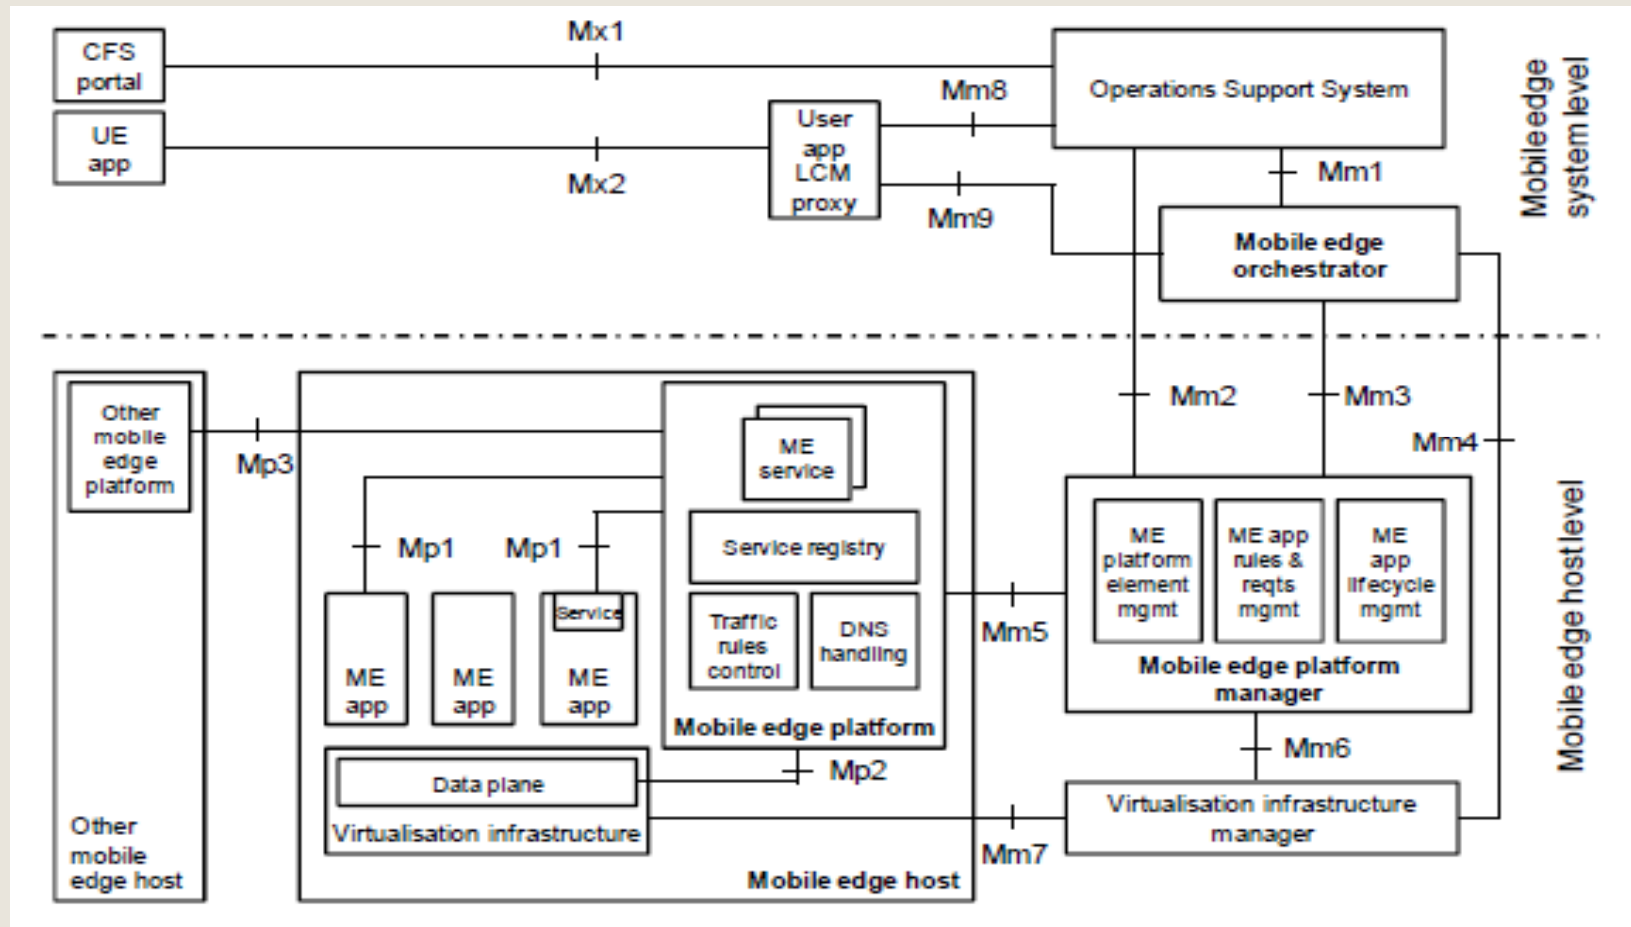 CFS
portal
Mx1
Operations Support System
Mm8
UE
app
Mx2
User
app
LCM
proxy
Mm9
Mm1
Mobile edge
orchestrator
Mobile edge
system level
Other
mobile
edge
platform
Mp3
ME
service
Service registry
Traffic
rules
control
DNS
handling
Mobile edge platform
Mp1
Mp1
ME
app
ME
app
Service
ME
app
Mp2
Data plane
Virtualisation infrastructure
Mobile edge host
Other
mobile
edge host
Mm2
Mm3
Mm4
Mm5
ME
platform
element
mgmt
ME app
rules &
reqts
mgmt
ME
app
lifecycle
mgmt
Mobile edge platform
manager
Mm6
Mm7
Virtualisation infrastructure
manager
Mobile edge host level